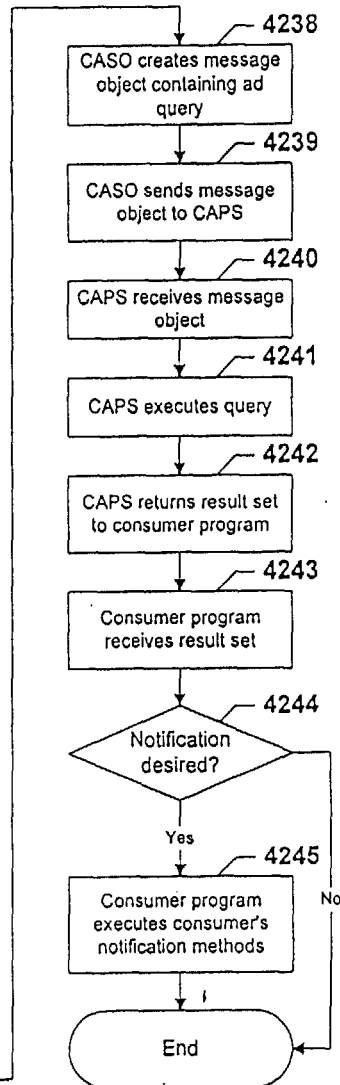 4238
CASO creates message
object containing ad
query
4239
CASO sends message
object to CAPS
4240
CAPS receives message
object
4241
CAPS executes query
4242
CAPS returns result set
to consumer program
4243
Consumer program
receives result set
4244
Notification
desired?
Yes
No
4245
Consumer program
executes consumer's
notification methods
End